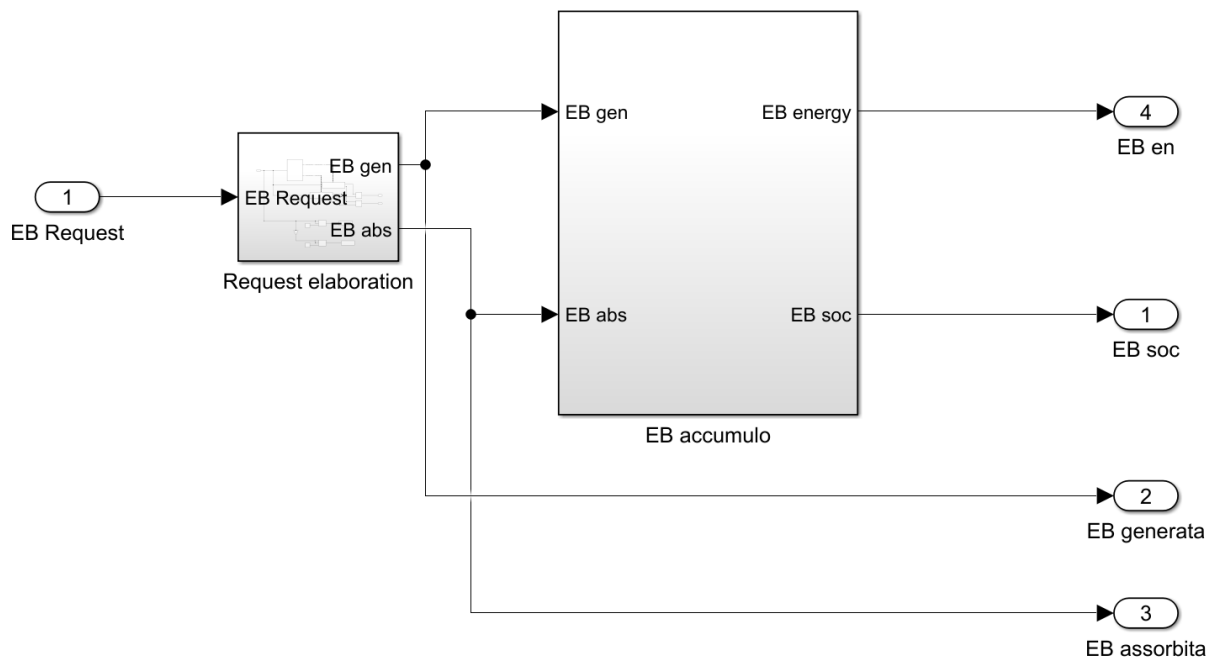 1
EB Request
EB Request
EB gen
EB abs
Request elaboration
EB gen
EB abs
EB energy
EB soc
EB accumulo
4
EB en
1
EB soc
2
EB generata
3
EB assorbita